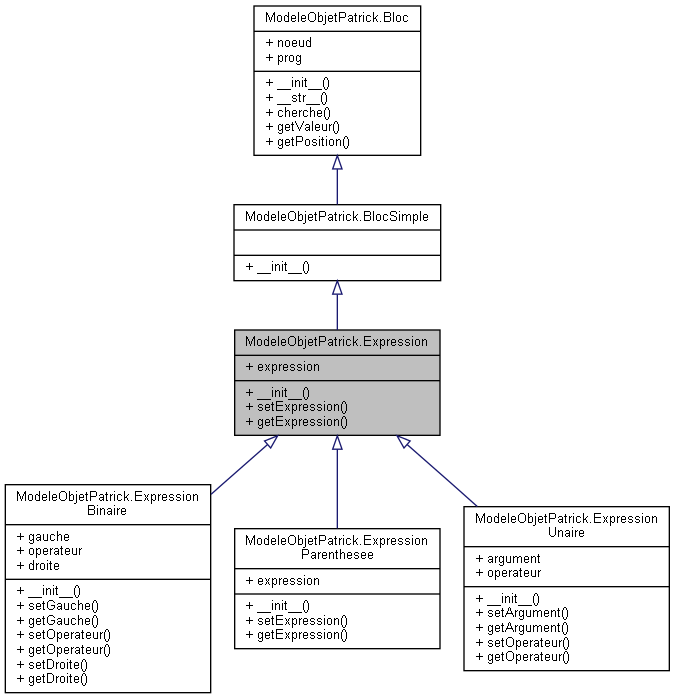 ModeleObjetPatrick.Bloc
+ noeud
+ prog
+ __init__()
+ __str__()
+ cherche()
+ getValeur()
+ getPosition()
ModeleObjetPatrick.BlocSimple
+ __init__()
ModeleObjetPatrick.Expression
+ expression
+ __init__()
+ setExpression()
+ getExpression()
ModeleObjetPatrick.Expression
Binaire
+ gauche
+ operateur
+ droite
+ __init__()
+ setGauche()
+ getGauche()
+ setOperateur()
+ getOperateur()
+ setDroite()
+ getDroite()
ModeleObjetPatrick.Expression
Parenthesee
+ expression
+ __init__()
+ setExpression()
+ getExpression()
ModeleObjetPatrick.Expression
Unaire
+ argument
+ operateur
+ __init__()
+ setArgument()
+ getArgument()
+ setOperateur()
+ getOperateur()